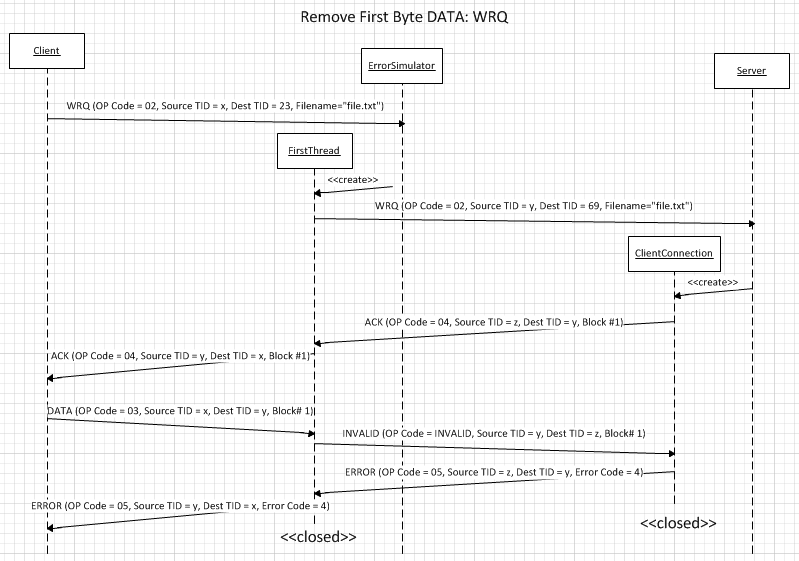 Remove First Byte DATA: WRQ
Client
ErrorSimulator
Server
WRQ (OP Code = 02, Source TID = x, Dest TID = 23, Filename="file.txt")
FirstThread
<<create>>
WRQ (OP Code = 02, Source TID = y, Dest TID = 69, Filename="file.txt")
ClientConnection
<<create>>
ACK (OP Code = 04, Source TID = z, Dest TID = y, Block #1)
ACK (OP Code = 04, Source TID = y, Dest TID = x, Block #1)
DATA (OP Code = 03, Source TID = x, Dest TID = y, Block# 1)
INVALID (OP Code = INVALID, Source TID = y, Dest TID = z, Block# 1)
ERROR (OP Code = 05, Source TID = z, Dest TID = y, Error Code = 4)
ERROR (OP Code = 05, Source TID = y, Dest TID = x, Error Code = 4)
<<closed>>
<<closed>>